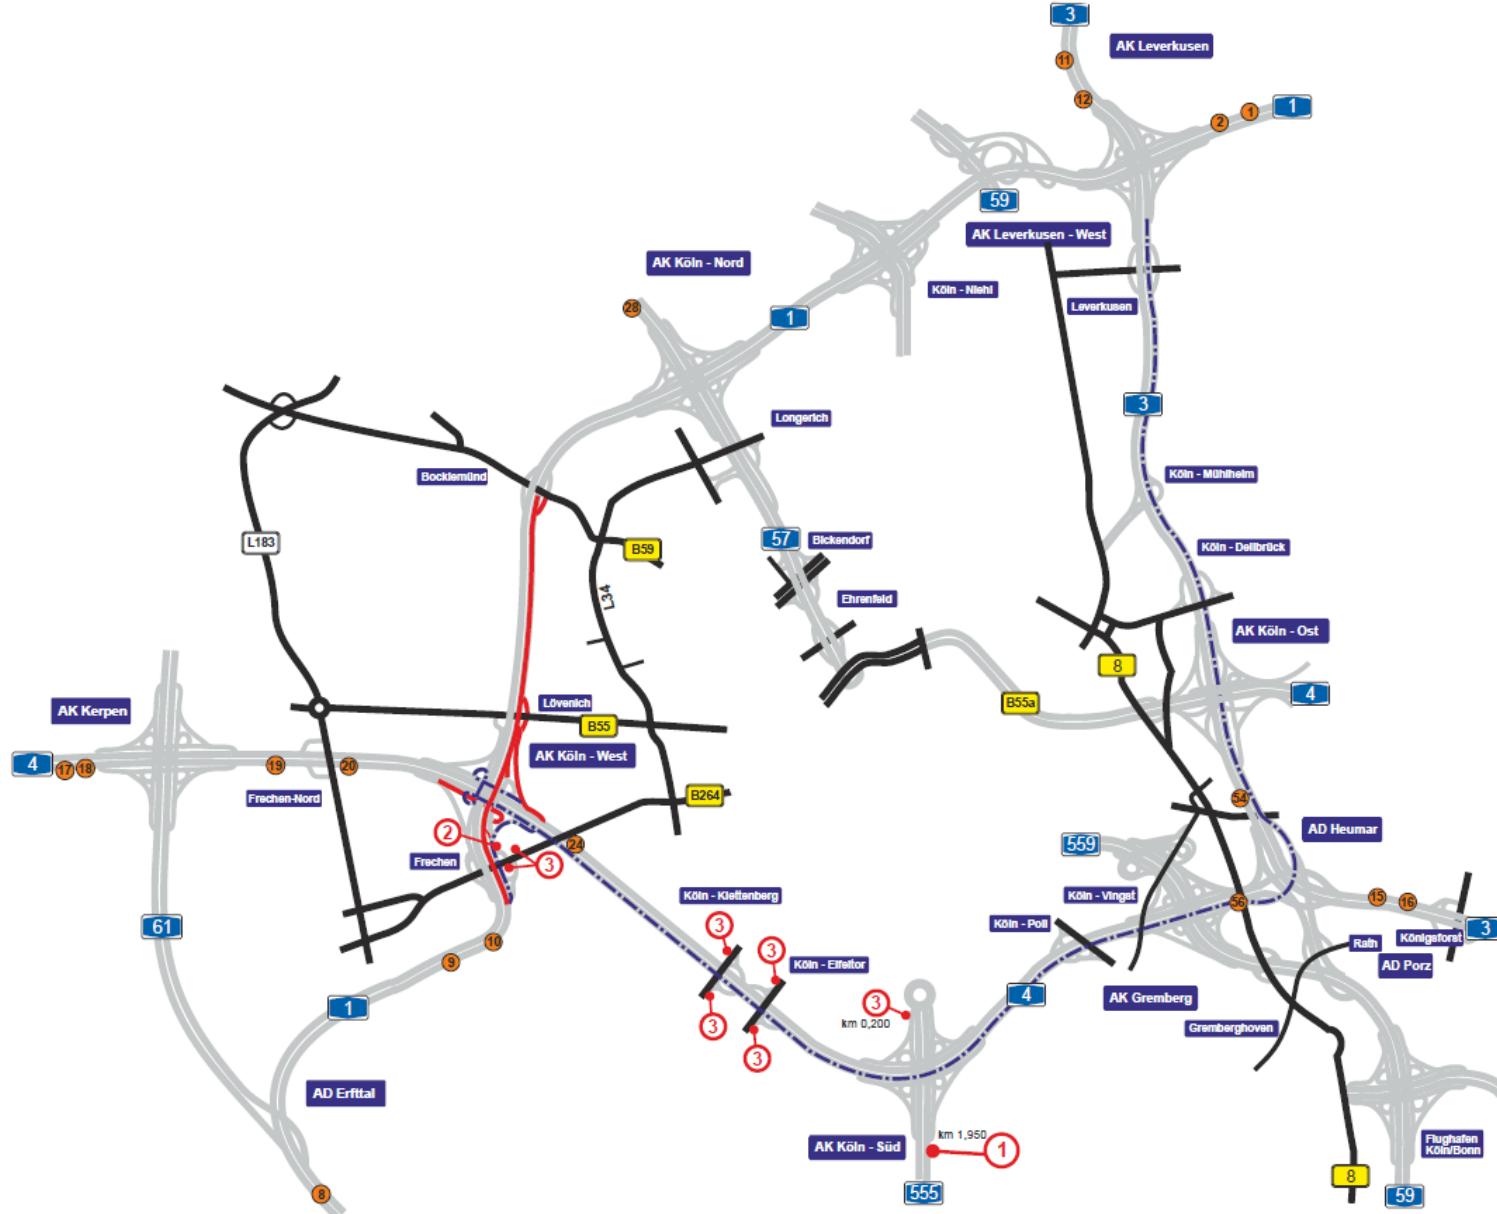 3
AK Leverkusen
11
12
1
2
1
59
AK Leverkusen - West
AK Köln - Nord
Köln - Niehl
Leverkusen
28
1
3
Longerich
Bocklemünd
Köln - Mühlheim
L183
57
Bickendorf
B59
Köln - Dellbrück
L34
Ehrenfeld
AK Köln - Ost
8
AK Kerpen
Lövenich
B55
B55a
4
AK Köln - West
4
17
18
19
20
Frechen-Nord
B264
54
2
24
559
AD Heumar
Frechen
3
Köln - Klettenberg
Köln - Vingst
15
16
56
61
3
Köln - Poll
3
10
Königsforst
Rath
9
3
Köln - Eifeltor
AD Porz
4
AK Gremberg
1
3
km 0,200
3
Gremberghoven
3
AD Erfttal
km 1,950
AK Köln - Süd
1
Flughafen
Köln/Bonn
8
8
555
59